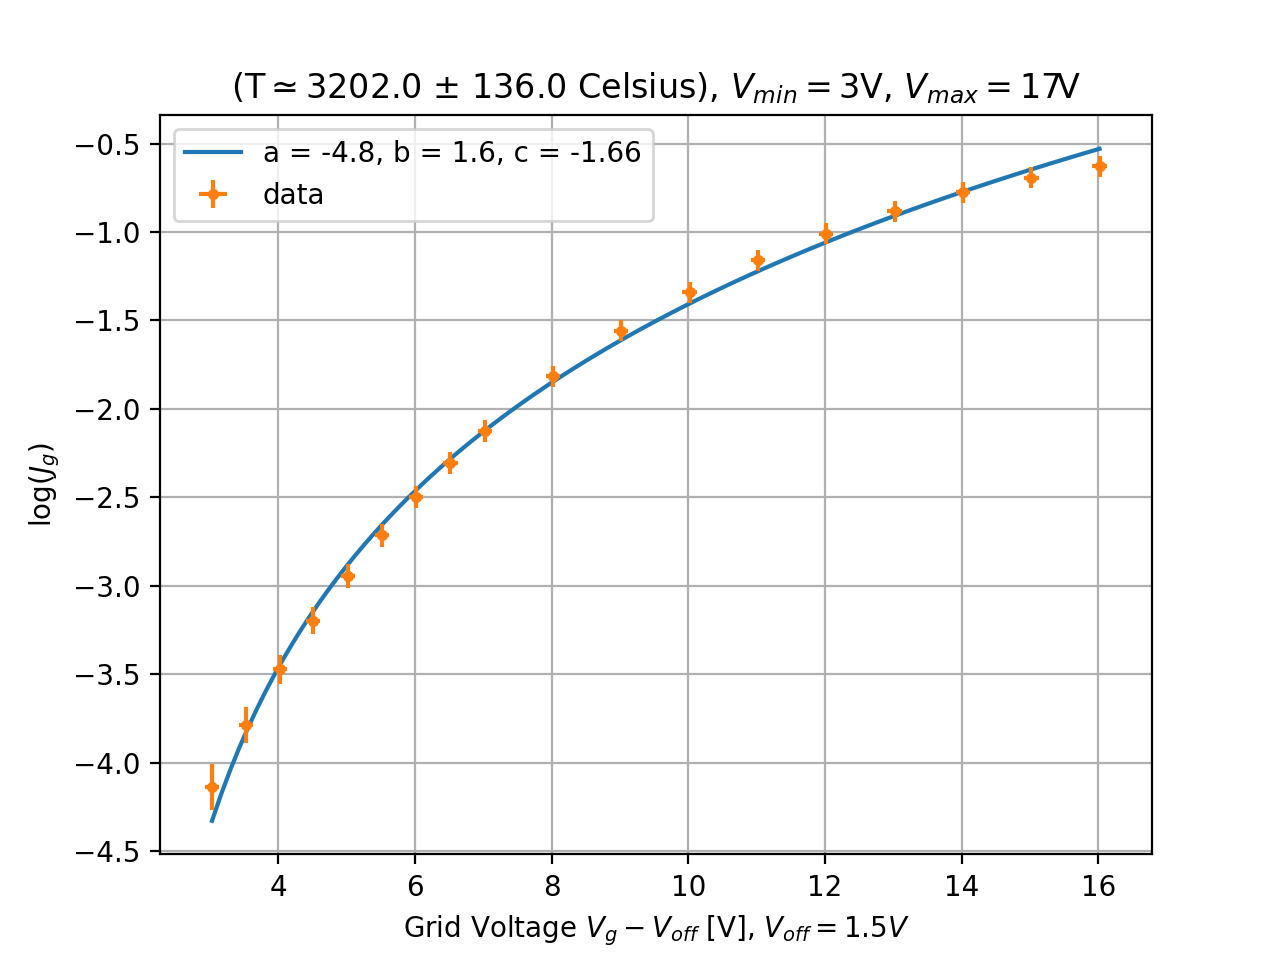 (T ≃ 3202.0 ± 136.0 Celsius), V_min = 3V, V_max = 17V
a = -4.8, b = 1.6, c = -1.66
data
−0.5
−1.0
−1.5
−2.0
−2.5
−3.0
−3.5
−4.0
−4.5
log(J_g)
4 6 8 10 12 14 16
Grid Voltage V_g − V_off [V], V_off = 1.5V